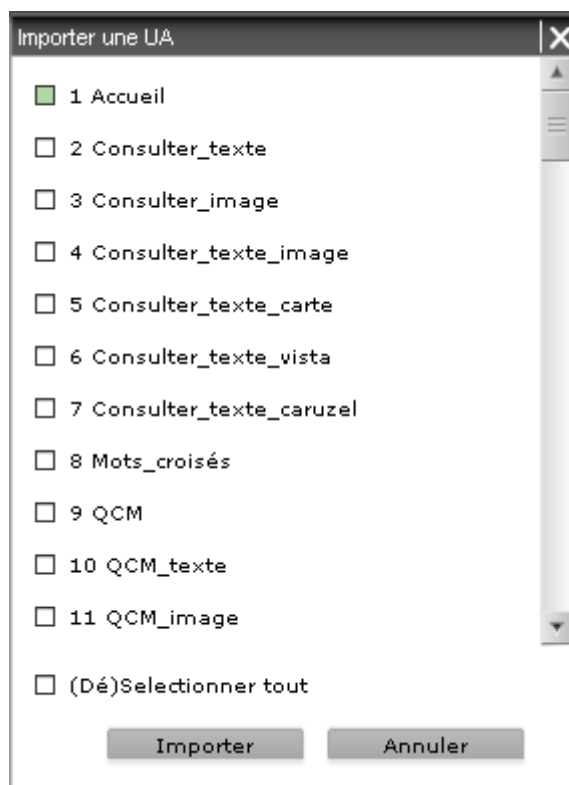 Importer une UA
1 Accueil
2 Consulter_texte
3 Consulter_image
4 Consulter_texte_image
5 Consulter_texte_carte
6 Consulter_texte_vista
7 Consulter_texte_caruzel
8 Mots_croisés
9 QCM
10 QCM_texte
11 QCM_image
(Dé)Selectionner tout
Importer Annuler